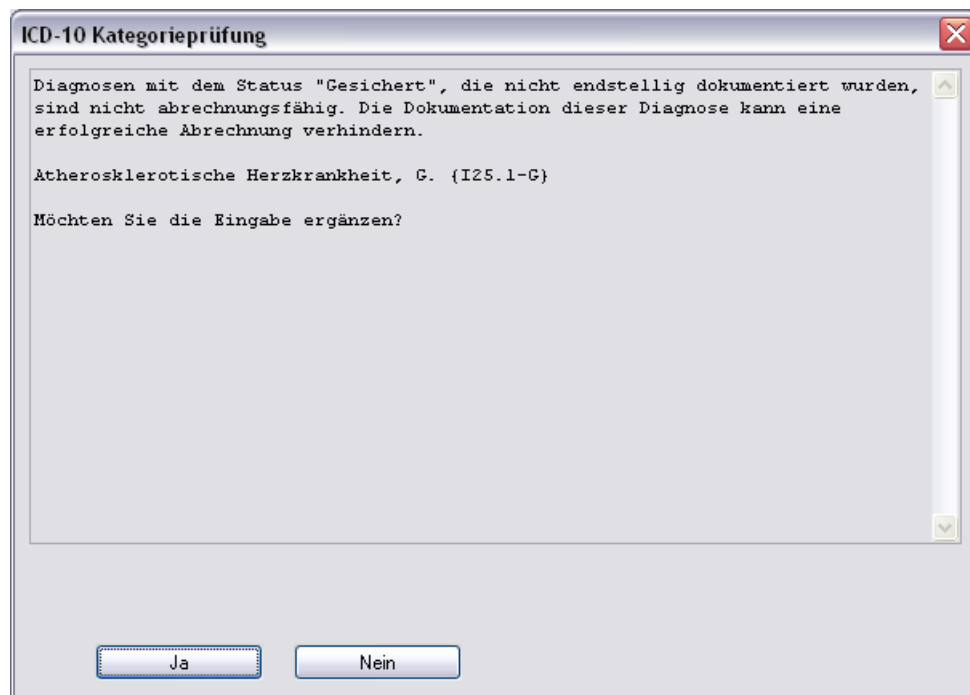 ICD-10 Kategorieprüfung
Diagnosen mit dem Status "Gesichert", die nicht endstellig dokumentiert wurden,
sind nicht abrechnungsfähig. Die Dokumentation dieser Diagnose kann eine
erfolgreiche Abrechnung verhindern.
Atherosklerotische Herzkrankheit, G. {I25.1-G}
Möchten Sie die Eingabe ergänzen?
Ja
Nein